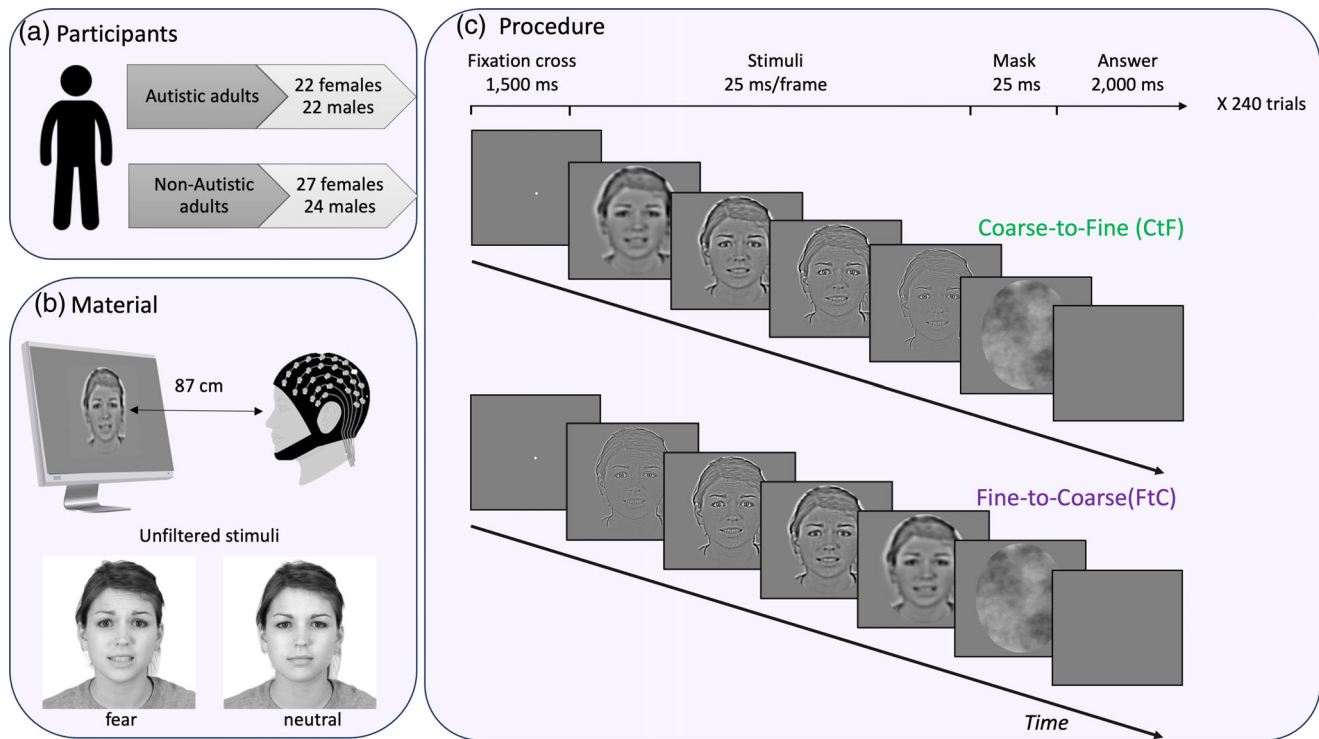 (a) Participants
Autistic adults
22 females
22 males
Non-Autistic
adults
27 females
24 males
(b) Material
87 cm
Unfiltered stimuli
fear
neutral
(c) Procedure
Fixation cross
1,500 ms
Stimuli
25 ms/frame
Mask
25 ms
Answer
2,000 ms
X 240 trials
Coarse-to-Fine (CtF)
Fine-to-Coarse(FtC)
Time